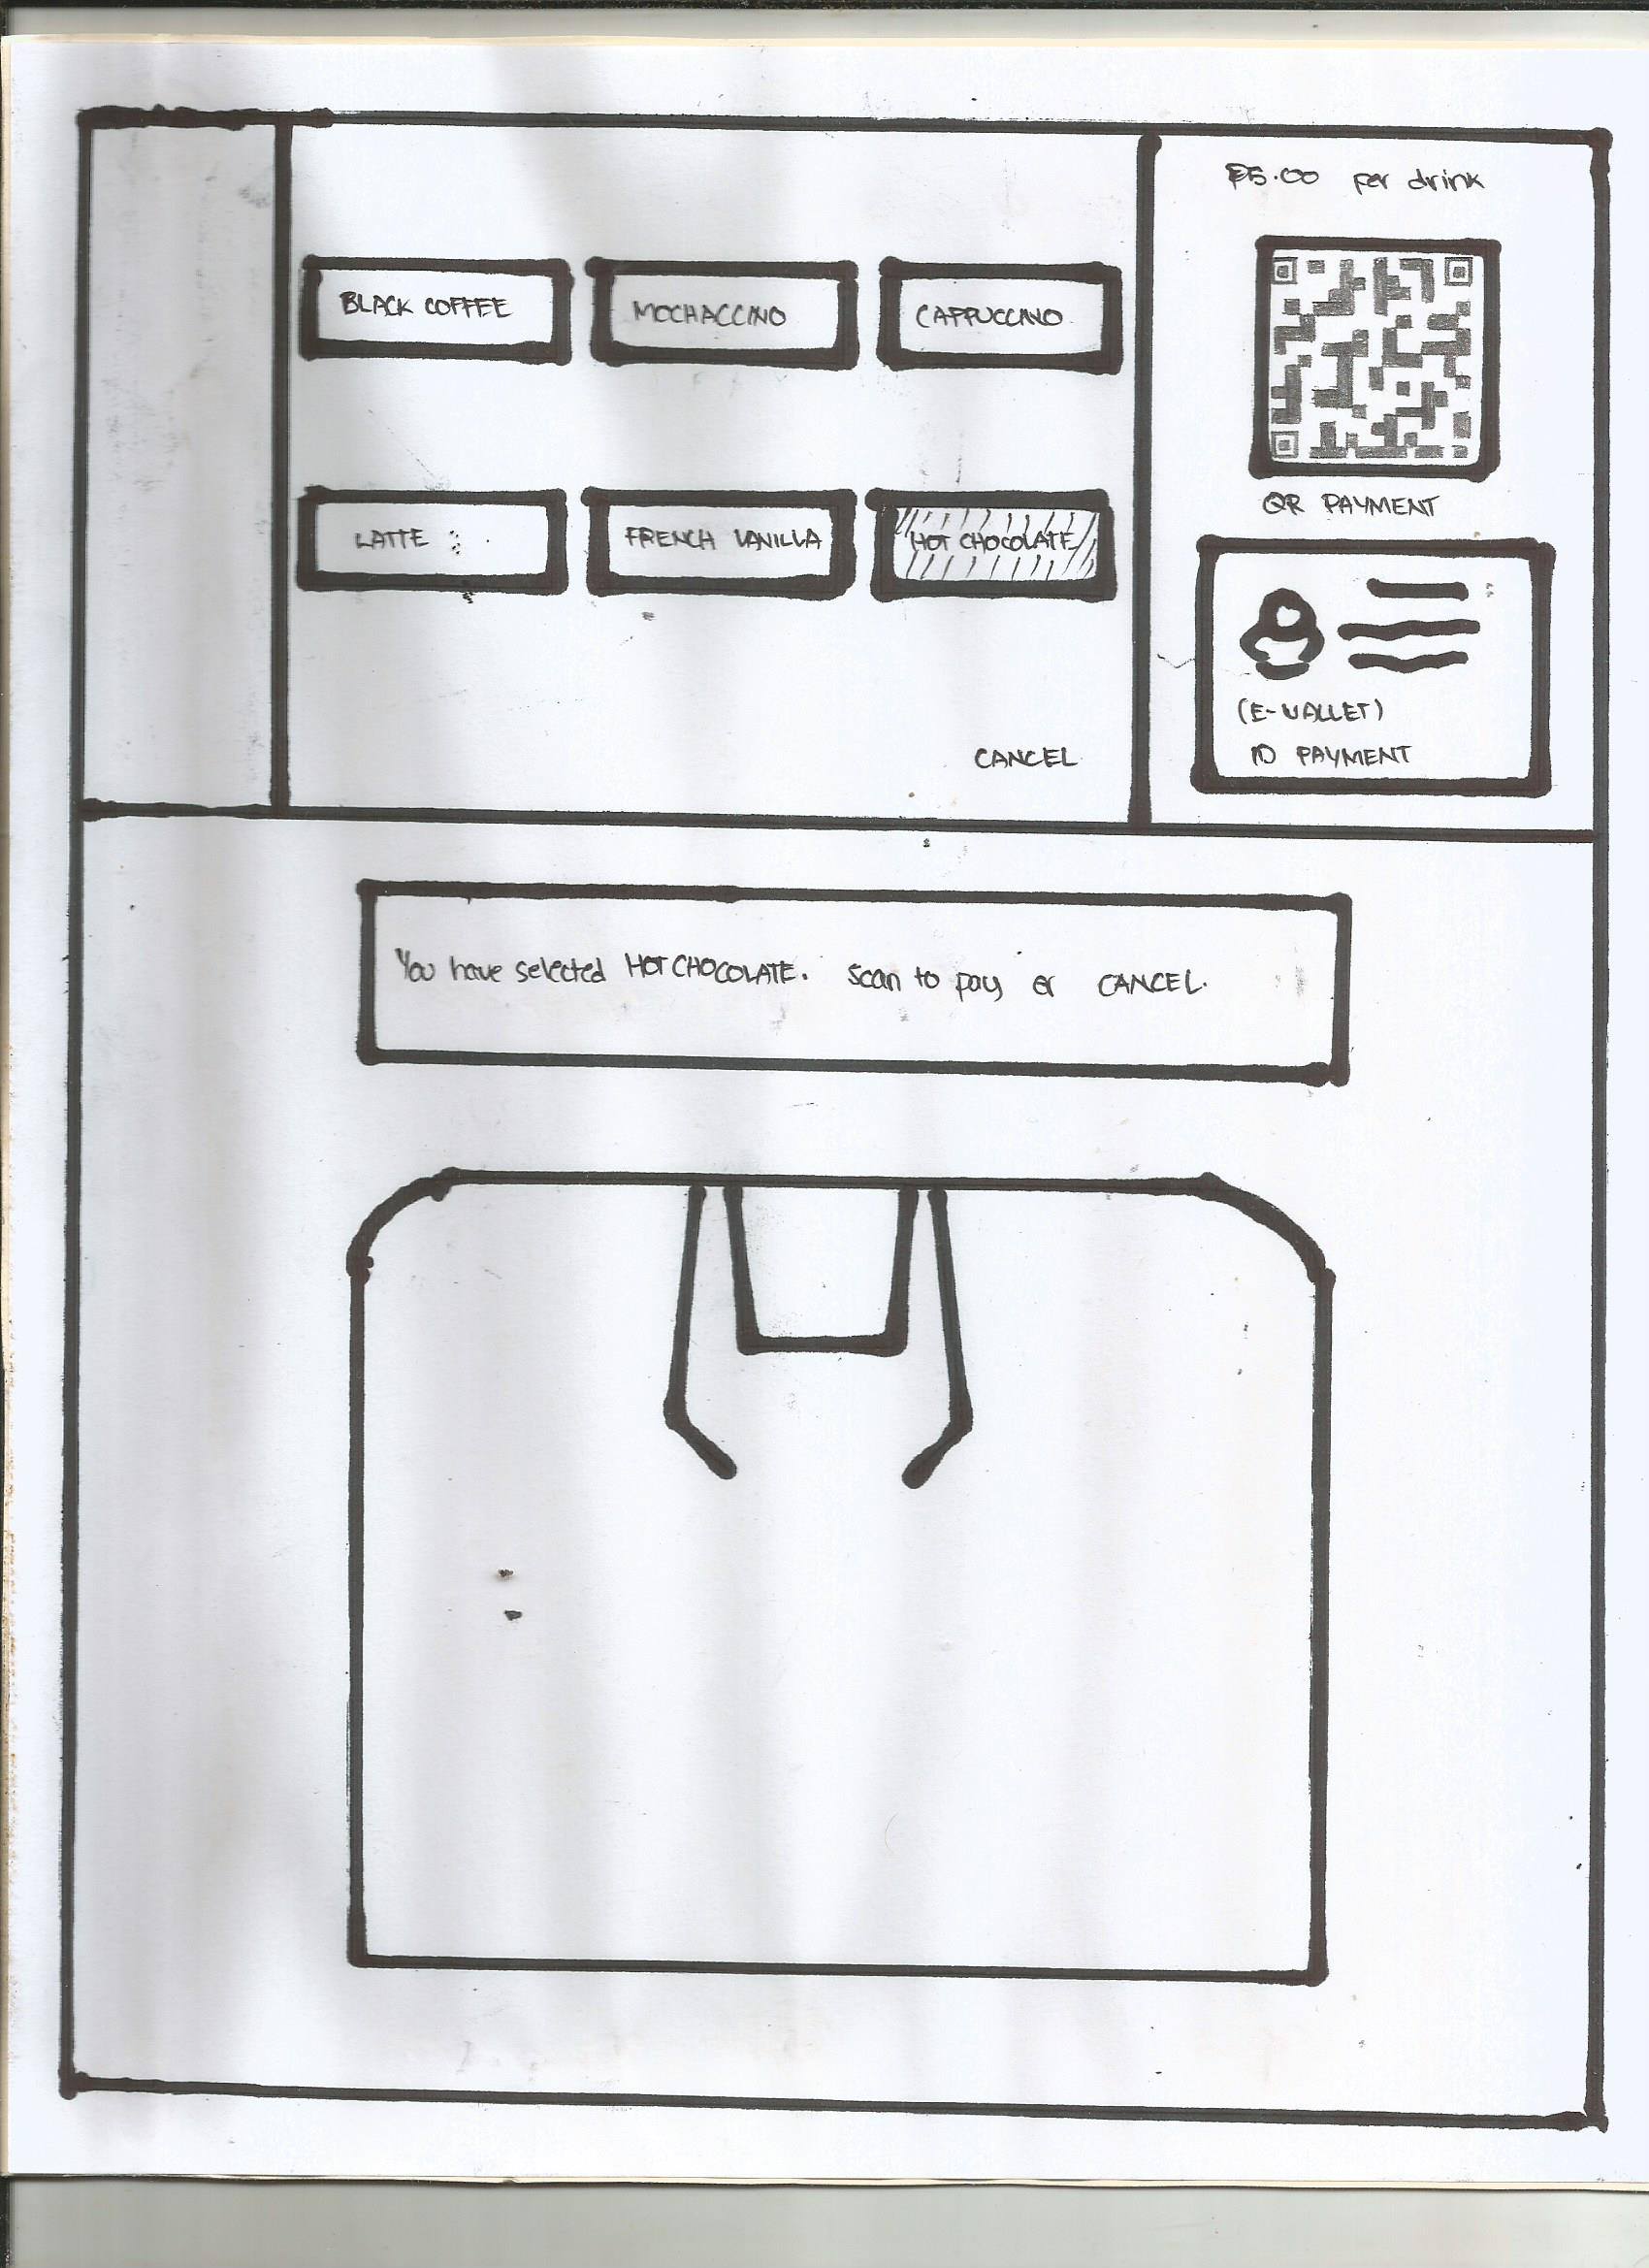 ₱5.00 per drink
BLACK COFFEE
MOCHACCINO
CAPPUCCINO
QR PAYMENT
LATTE
FRENCH VANILLA
HOT CHOCOLATE
(E-WALLET)
ID PAYMENT
CANCEL
You have selected HOT CHOCOLATE. Scan to pay or CANCEL.